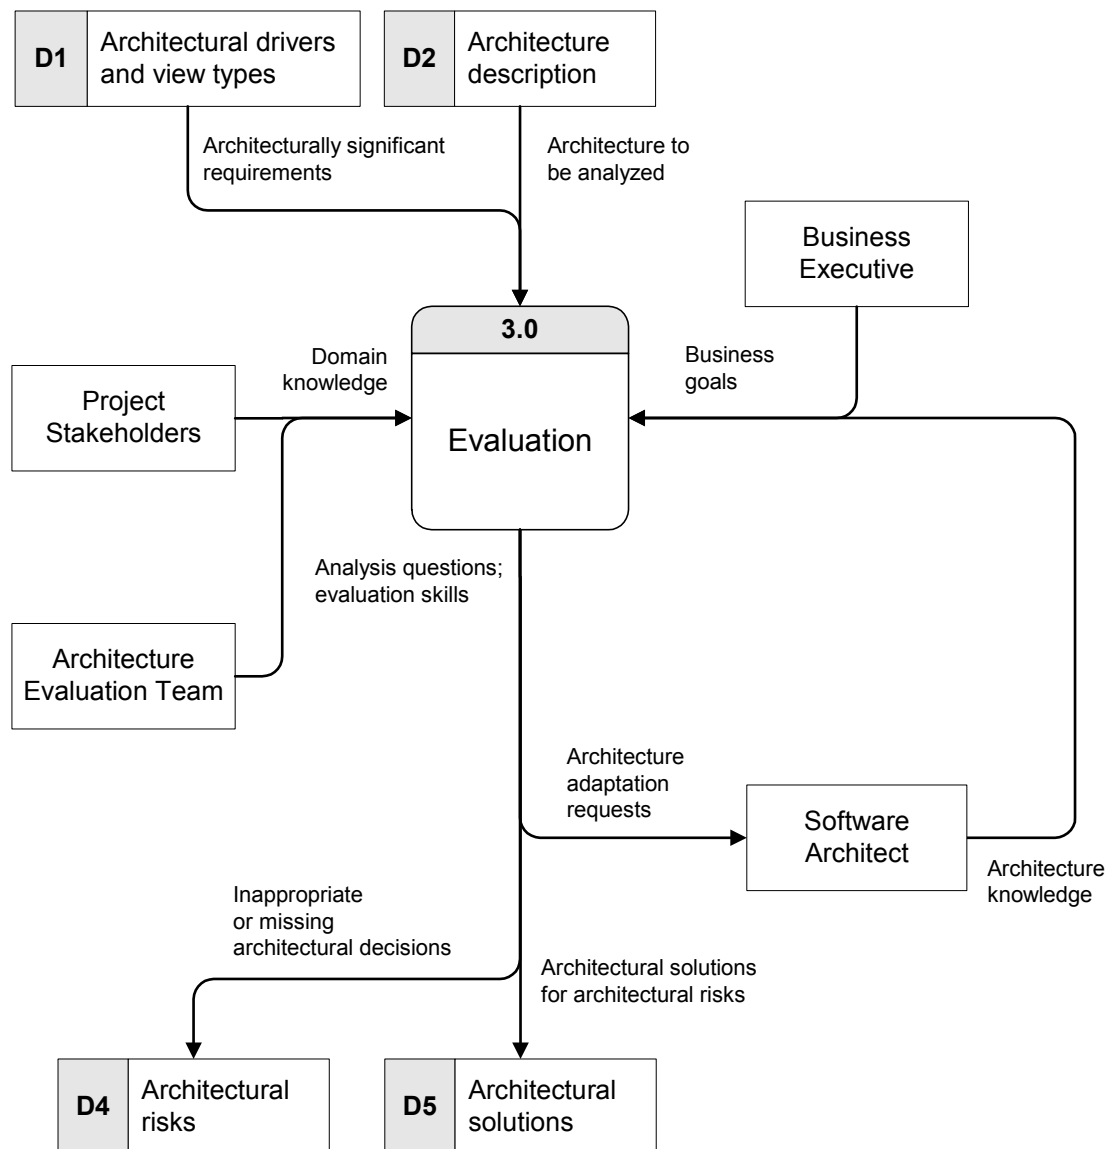 D1
Architectural drivers
and view types
D2
Architecture
description
Architecturally significant
requirements
Architecture to
be analyzed
Business
Executive
3.0
Evaluation
Domain
knowledge
Business
goals
Project
Stakeholders
Analysis questions;
evaluation skills
Architecture
Evaluation Team
Architecture
adaptation
requests
Software
Architect
Architecture
knowledge
Inappropriate
or missing
architectural decisions
Architectural solutions
for architectural risks
D4
Architectural
risks
D5
Architectural
solutions